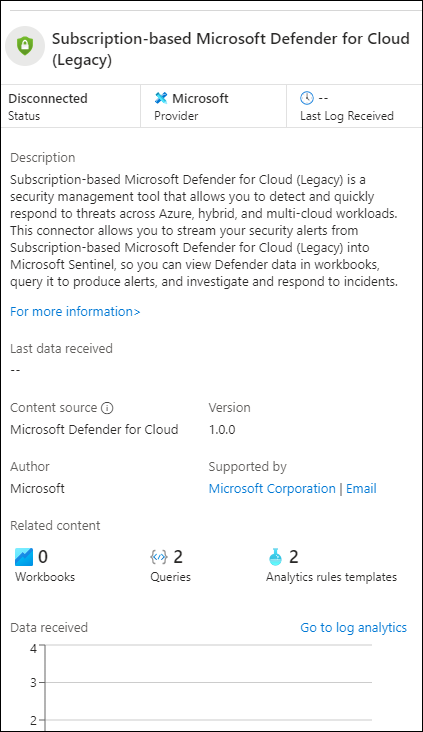 Subscription-based Microsoft Defender for Cloud
(Legacy)
Disconnected
Status
Microsoft
Provider
--
Last Log Received
Description
Subscription-based Microsoft Defender for Cloud (Legacy) is a
security management tool that allows you to detect and quickly
respond to threats across Azure, hybrid, and multi-cloud workloads.
This connector allows you to stream your security alerts from
Subscription-based Microsoft Defender for Cloud (Legacy) into
Microsoft Sentinel, so you can view Defender data in workbooks,
query it to produce alerts, and investigate and respond to incidents.
For more information>
Last data received
--
Content source
Microsoft Defender for Cloud
Version
1.0.0
Author
Microsoft
Supported by
Microsoft Corporation | Email
Related content
0
Workbooks
2
Queries
2
Analytics rules templates
Data received
Go to log analytics
4
3
2